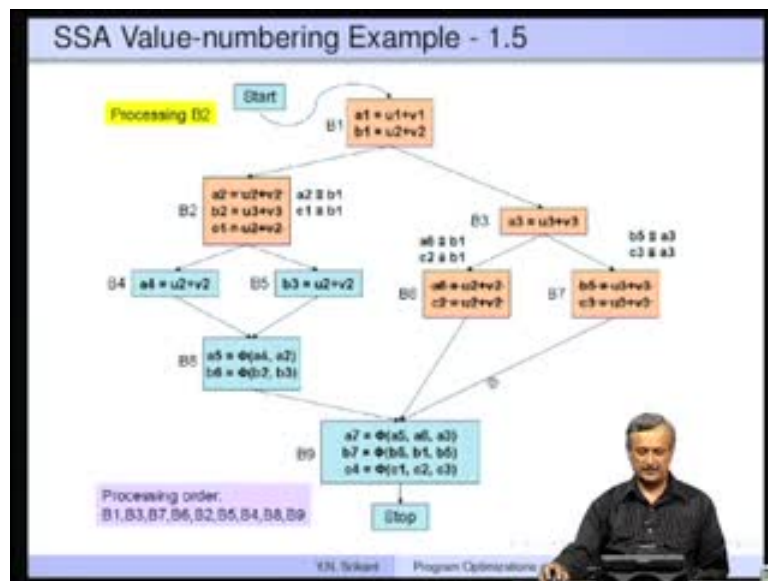 SSA Value-numbering Example - 1.5
Start
Processing B2
B1
a1 = u1+v1
b1 = u2+v2
B2
a2 = u2+v2
b2 = u3+v3
c1 = u2+v2
a2 ≡ b1
c1 ≡ b1
B3
a3 = u3+v3
a6 ≡ b1
c2 ≡ b1
b5 ≡ a3
c3 ≡ a3
B4
a4 = u2+v2
B5
b3 = u2+v2
B6
a6 = u2+v2
c2 = u2+v2
B7
b5 = u3+v3
c3 = u3+v3
B8
a5 = Φ(a4, a2)
b6 = Φ(b2, b3)
B9
a7 = Φ(a5, a6, a3)
b7 = Φ(b6, b1, b5)
c4 = Φ(c1, c2, c3)
Processing order:
B1,B3,B7,B6,B2,B5,B4,B8,B9
Stop
Y.N. Srikant
Program Optimizations